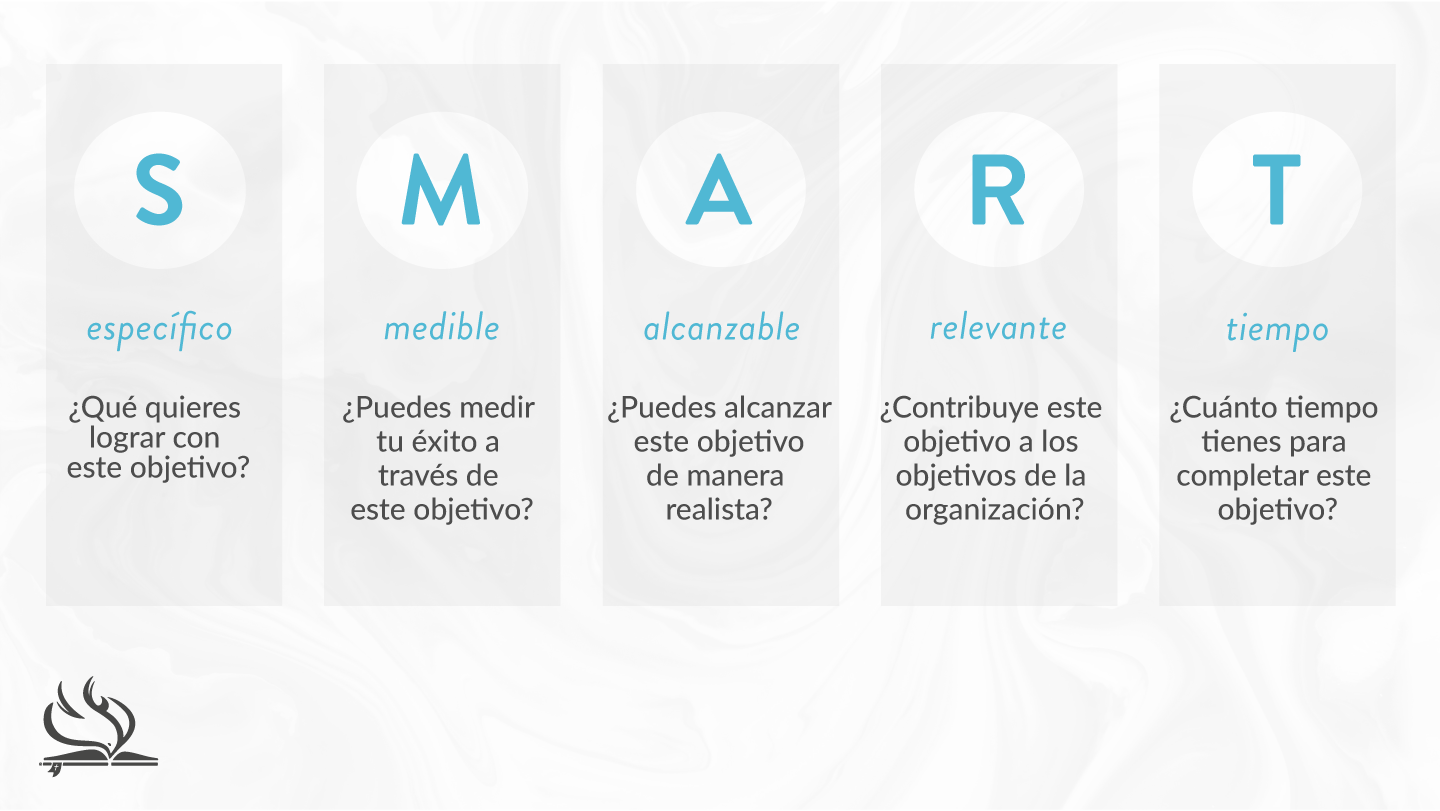 S
específico
¿Qué quieres
lograr con
este objetivo?
M
medible
¿Puedes medir
tu éxito a
través de
este objetivo?
A
alcanzable
¿Puedes alcanzar
este objetivo
de manera
realista?
R
relevante
¿Contribuye este
objetivo a los
objetivos de la
organización?
T
tiempo
¿Cuánto tiempo
tienes para
completar este
objetivo?